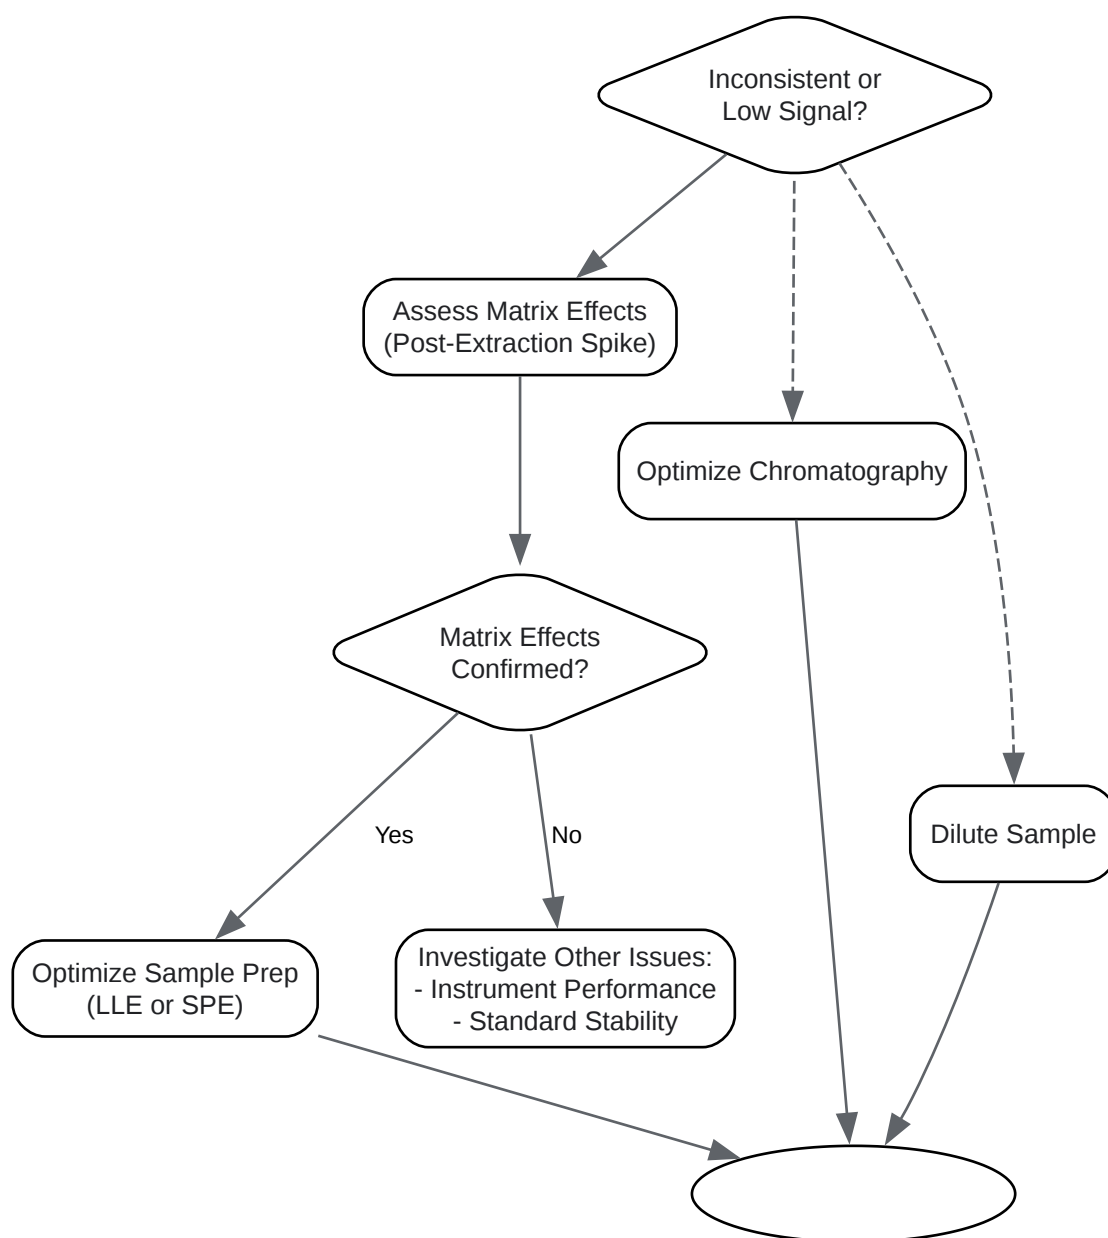 Inconsistent or
Low Signal?
Assess Matrix Effects
(Post-Extraction Spike)
Optimize Chromatography
Matrix Effects
Confirmed?
Yes
No
Dilute Sample
Optimize Sample Prep
(LLE or SPE)
Investigate Other Issues:
- Instrument Performance
- Standard Stability